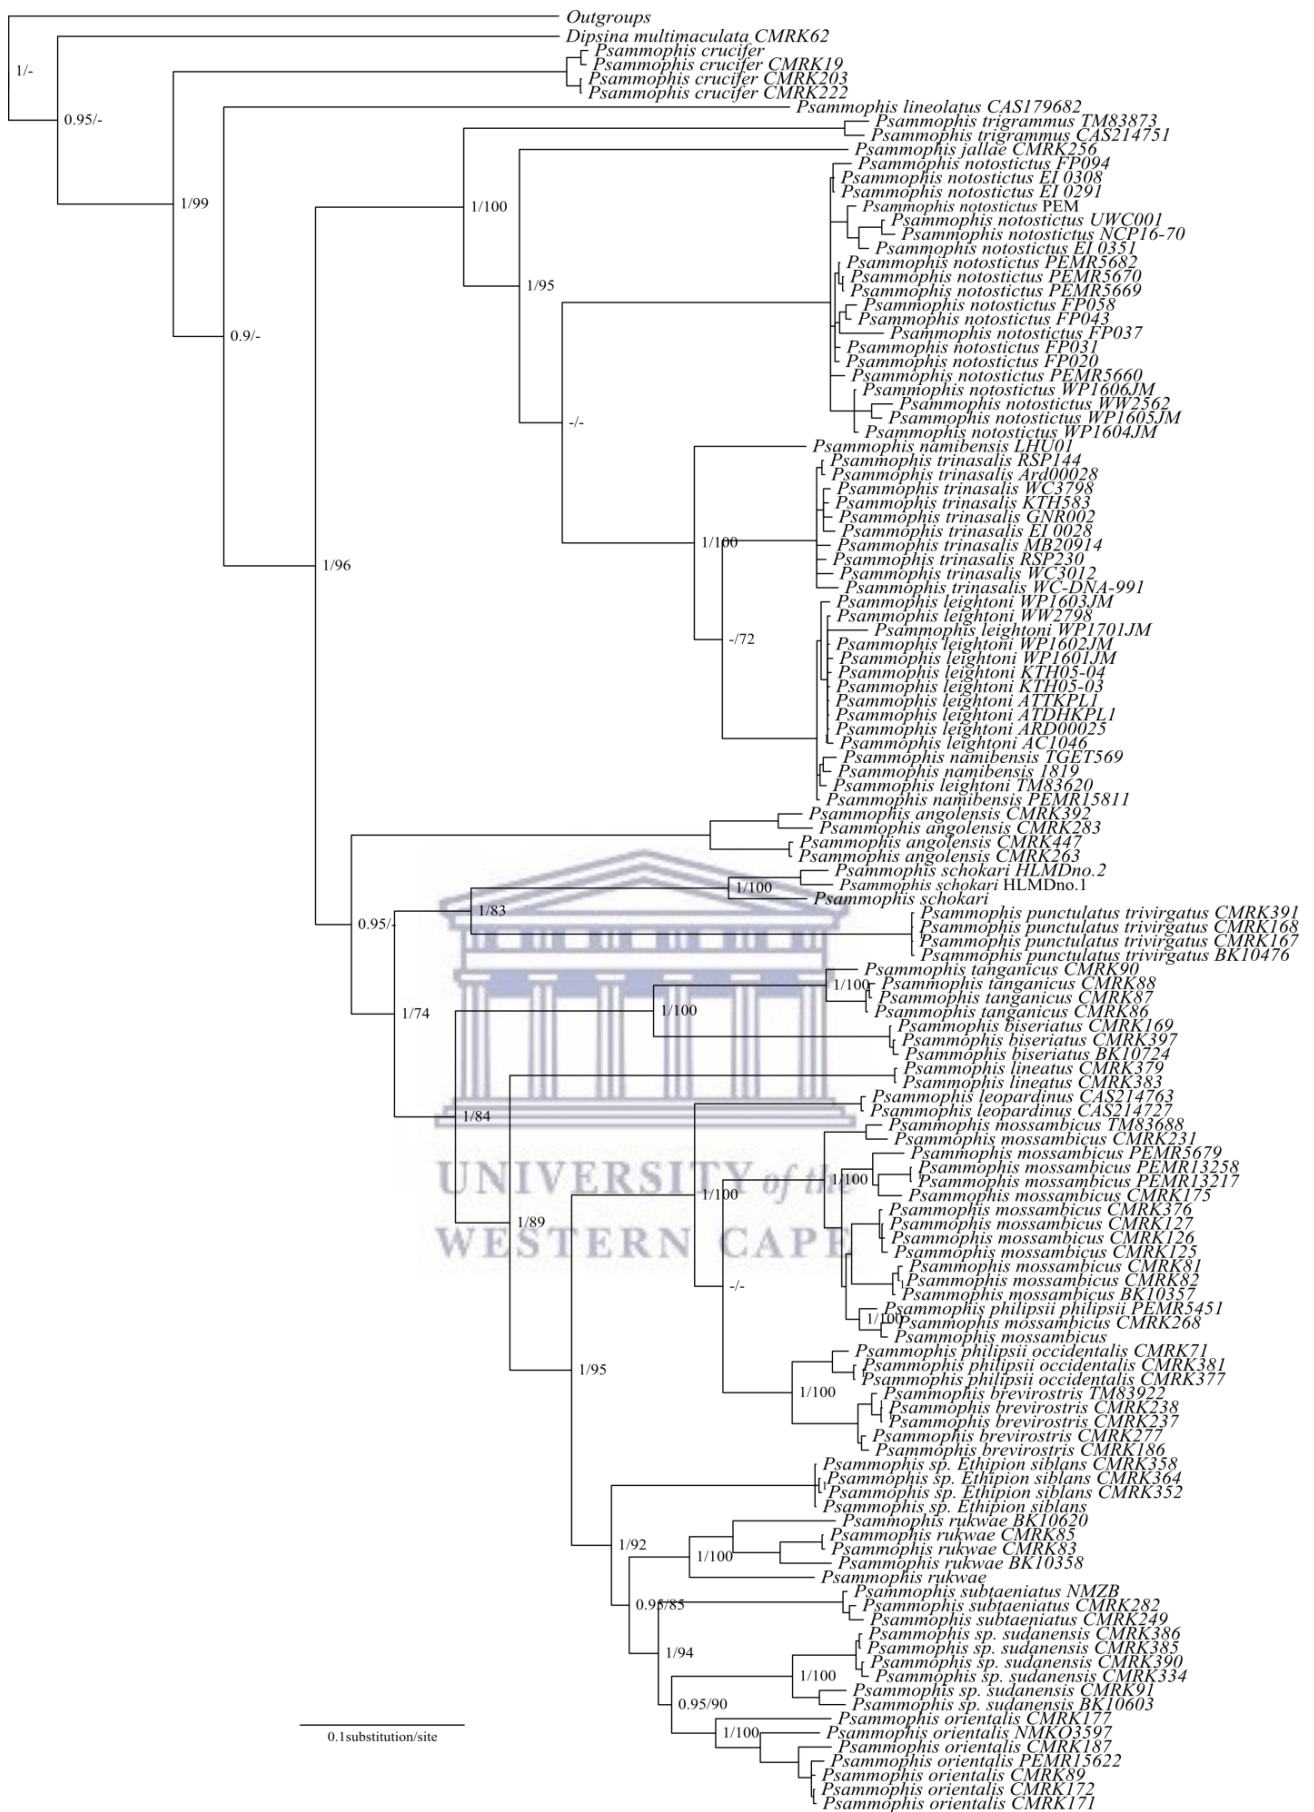 Outgroups
Dipsina multimaculata CMRK62
Psammophis crucifer
1/-
Psammophis crucifer CMRK19
Psammophis crucifer CMRK203
Psammophis crucifer CMRK222
Psammophis lineolatus CAS179682
0.95/-
Psammophis trigrammus TM83873
Psammophis trigrammus CAS214751
Psammophis jallae CMRK256
Psammophis notostictus FP094
Psammophis notostictus EI 0308
Psammophis notostictus EI 0291
1/99
1/100
Psammophis notostictus PEM
Psammophis notostictus UWC001
Psammophis notostictus NCP16-70
Psammophis notostictus EI 0351
Psammophis notostictus PEMR5682
Psammophis notostictus PEMR5670
1/95
Psammophis notostictus PEMR5669
Psammophis notostictus FP058
Psammophis notostictus FP043
0.9/-
Psammophis notostictus FP037
Psammophis notostictus FP031
Psammophis notostictus FP020
Psammophis notostictus PEMR5660
Psammophis notostictus WP1606JM
Psammophis notostictus WW2562
-/-
Psammophis notostictus WP1605JM
Psammophis notostictus WP1604JM
Psammophis namibensis LHU01
Psammophis trinasalis RSP144
Psammophis trinasalis Ard00028
Psammophis trinasalis WC3798
Psammophis trinasalis KTH583
Psammophis trinasalis GNR002
Psammophis trinasalis EI 0028
1/100
Psammophis trinasalis MB20914
Psammophis trinasalis RSP230
1/96
Psammophis trinasalis WC3012
Psammophis trinasalis WC-DNA-991
Psammophis leightoni WP1603JM
Psammophis leightoni WW2798
Psammophis leightoni WP1701JM
-/72
Psammophis leightoni WP1602JM
Psammophis leightoni WP1601JM
Psammophis leightoni KTH05-04
Psammophis leightoni KTH05-03
Psammophis leightoni ATTKPL1
Psammophis leightoni ATDHKPL1
Psammophis leightoni ARD00025
Psammophis leightoni AC1046
Psammophis namibensis TGET569
Psammophis namibensis 1819
Psammophis leightoni TM83620
Psammophis namibensis PEMR15811
Psammophis angolensis CMRK392
Psammophis angolensis CMRK283
Psammophis angolensis CMRK447
Psammophis angolensis CMRK263
Psammophis schokari HLMDno.2
1/100
Psammophis schokari HLMDno.1
Psammophis schokari
1/83
Psammophis punctulatus trivirgatus CMRK391
0.95/-
Psammophis punctulatus trivirgatus CMRK168
Psammophis punctulatus trivirgatus CMRK167
Psammophis punctulatus trivirgatus BK10476
Psammophis tanganicus CMRK90
1/100
Psammophis tanganicus CMRK88
Psammophis tanganicus CMRK87
1/74
1/100
Psammophis tanganicus CMRK86
Psammophis biseriatus CMRK169
Psammophis biseriatus CMRK397
Psammophis biseriatus BK10724
Psammophis lineatus CMRK379
Psammophis lineatus CMRK383
Psammophis leopardinus CAS214763
Psammophis leopardinus CAS214727
1/84
Psammophis mossambicus TM83688
Psammophis mossambicus CMRK231
Psammophis mossambicus PEMR5679
Psammophis mossambicus PEMR13258
1/100
Psammophis mossambicus PEMR13217
UNIVERSITY of the
1/100
Psammophis mossambicus CMRK175
Psammophis mossambicus CMRK376
1/89
Psammophis mossambicus CMRK127
WESTERN CAPE
Psammophis mossambicus CMRK126
Psammophis mossambicus CMRK125
Psammophis mossambicus CMRK81
Psammophis mossambicus CMRK82
-/-
Psammophis mossambicus BK10357
Psammophis philipsii philipsii PEMR5451
1/100
Psammophis mossambicus CMRK268
Psammophis mossambicus
Psammophis philipsii occidentalis CMRK71
1/95
Psammophis philipsii occidentalis CMRK381
Psammophis philipsii occidentalis CMRK377
1/100
Psammophis brevirostris TM83922
Psammophis brevirostris CMRK238
Psammophis brevirostris CMRK237
Psammophis brevirostris CMRK277
Psammophis brevirostris CMRK186
Psammophis sp. Ethipion siblans CMRK358
Psammophis sp. Ethipion siblans CMRK364
Psammophis sp. Ethipion siblans CMRK352
Psammophis sp. Ethipion siblans
Psammophis rukwae BK10620
Psammophis rukwae CMRK85
1/92
Psammophis rukwae CMRK83
1/100
Psammophis rukwae BK10358
Psammophis rukwae
Psammophis subtaeniatus NMZB
0.95/85
Psammophis subtaeniatus CMRK282
Psammophis subtaeniatus CMRK249
Psammophis sp. sudanensis CMRK386
Psammophis sp. sudanensis CMRK385
1/94
Psammophis sp. sudanensis CMRK390
1/100
Psammophis sp. sudanensis CMRK334
Psammophis sp. sudanensis CMRK91
0.95/90
Psammophis sp. sudanensis BK10603
Psammophis orientalis CMRK177
1/100
Psammophis orientalis NMKO3597
0.1substitution/site
Psammophis orientalis CMRK187
Psammophis orientalis PEMR15622
Psammophis orientalis CMRK89
Psammophis orientalis CMRK172
Psammophis orientalis CMRK171